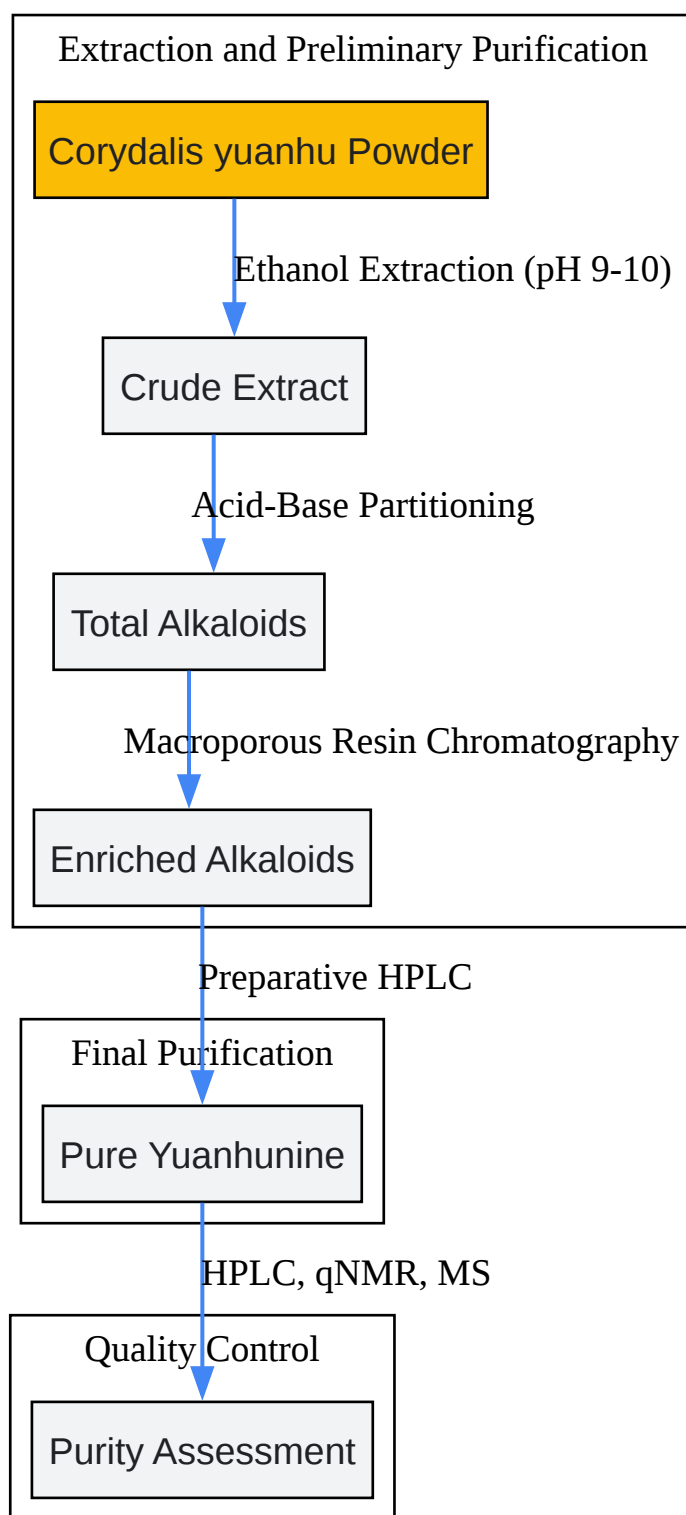 Extraction and Preliminary Purification
Corydalis yuanhu Powder
Ethanol Extraction (pH 9-10)
Crude Extract
Acid-Base Partitioning
Total Alkaloids
Macroporous Resin Chromatography
Enriched Alkaloids
Preparative HPLC
Final Purification
Pure Yuanhunine
HPLC, qNMR, MS
Quality Control
Purity Assessment